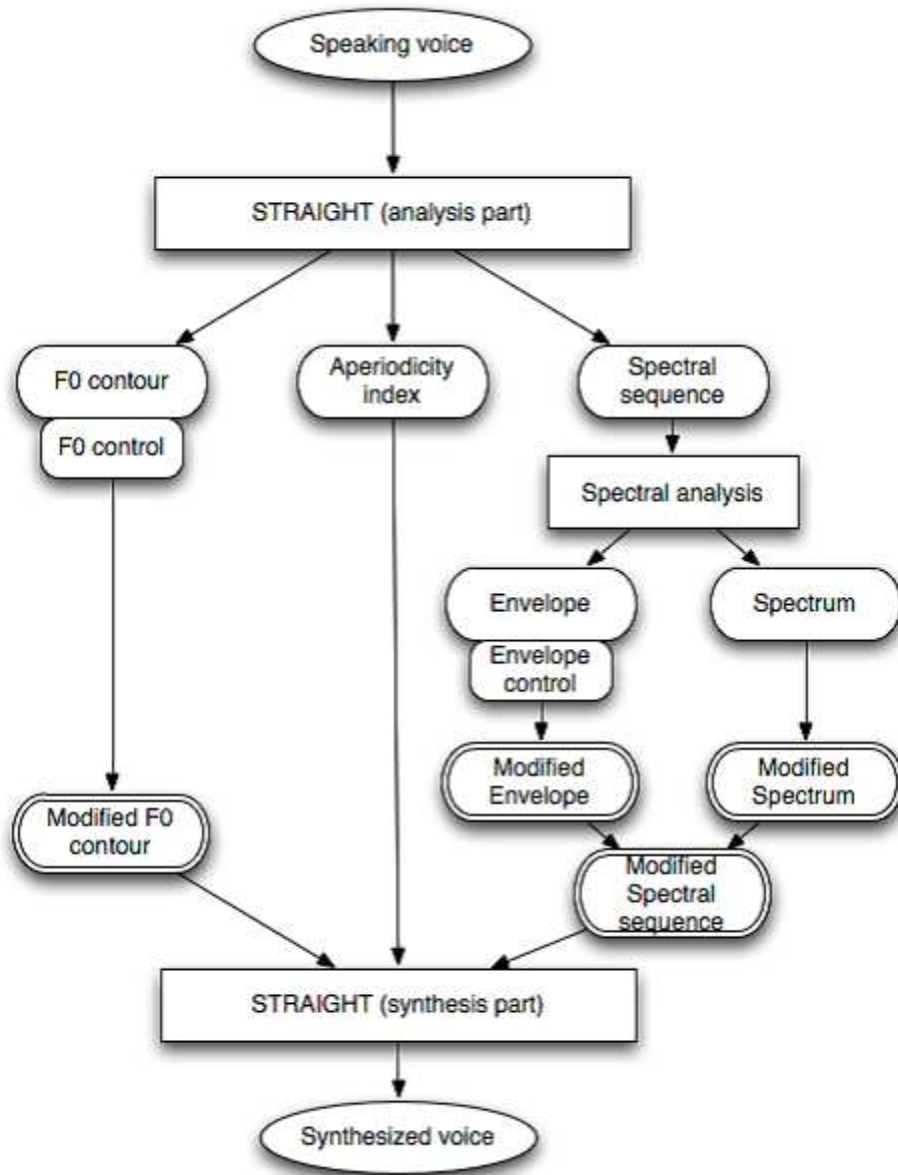 Speaking voice
STRAIGHT (analysis part)
F0 contour
F0 control
Aperiodicity
index
Spectral
sequence
Spectral analysis
Envelope
Envelope
control
Spectrum
Modified
Envelope
Modified
Spectrum
Modified F0
contour
Modified
Spectral
sequence
STRAIGHT (synthesis part)
Synthesized voice